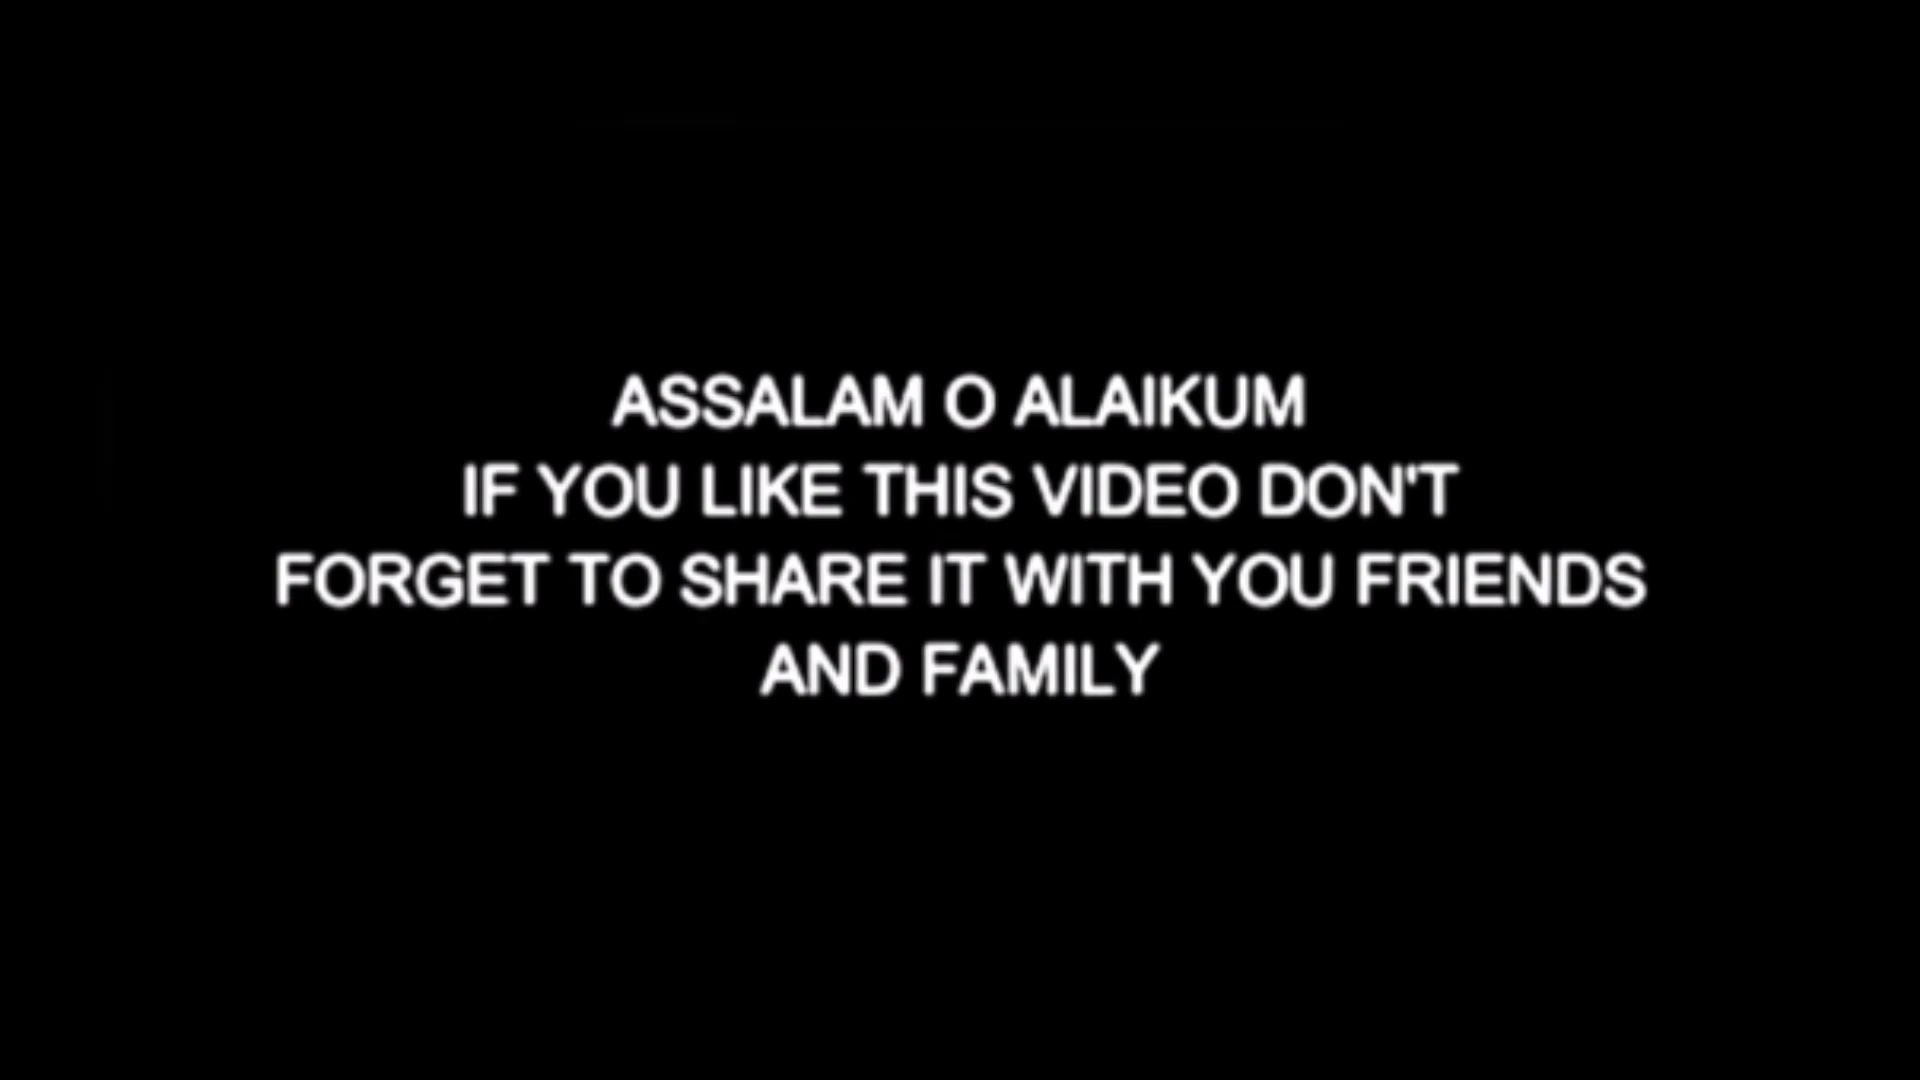 ASSALAM O ALAIKUM
IF YOU LIKE THIS VIDEO DON'T
FORGET TO SHARE IT WITH YOU FRIENDS
AND FAMILY